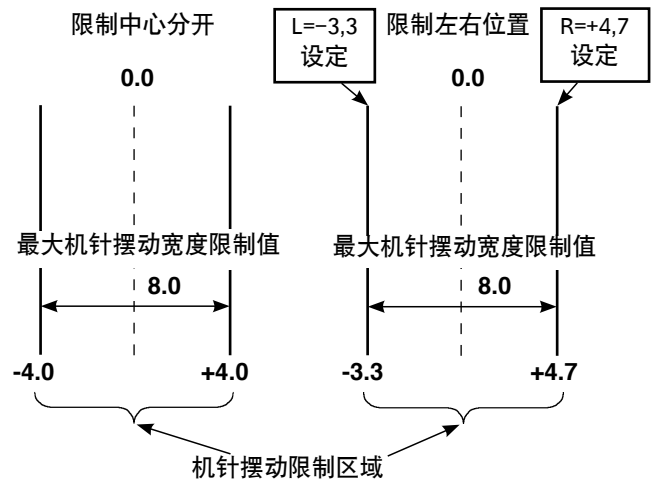 限制中心分开
0.0
最大机针摆动宽度限制值
8.0
-4.0
+4.0
限制左右位置
L=−3,3
设定
R=+4,7
设定
0.0
最大机针摆动宽度限制值
8.0
-3.3
+4.7
机针摆动限制区域